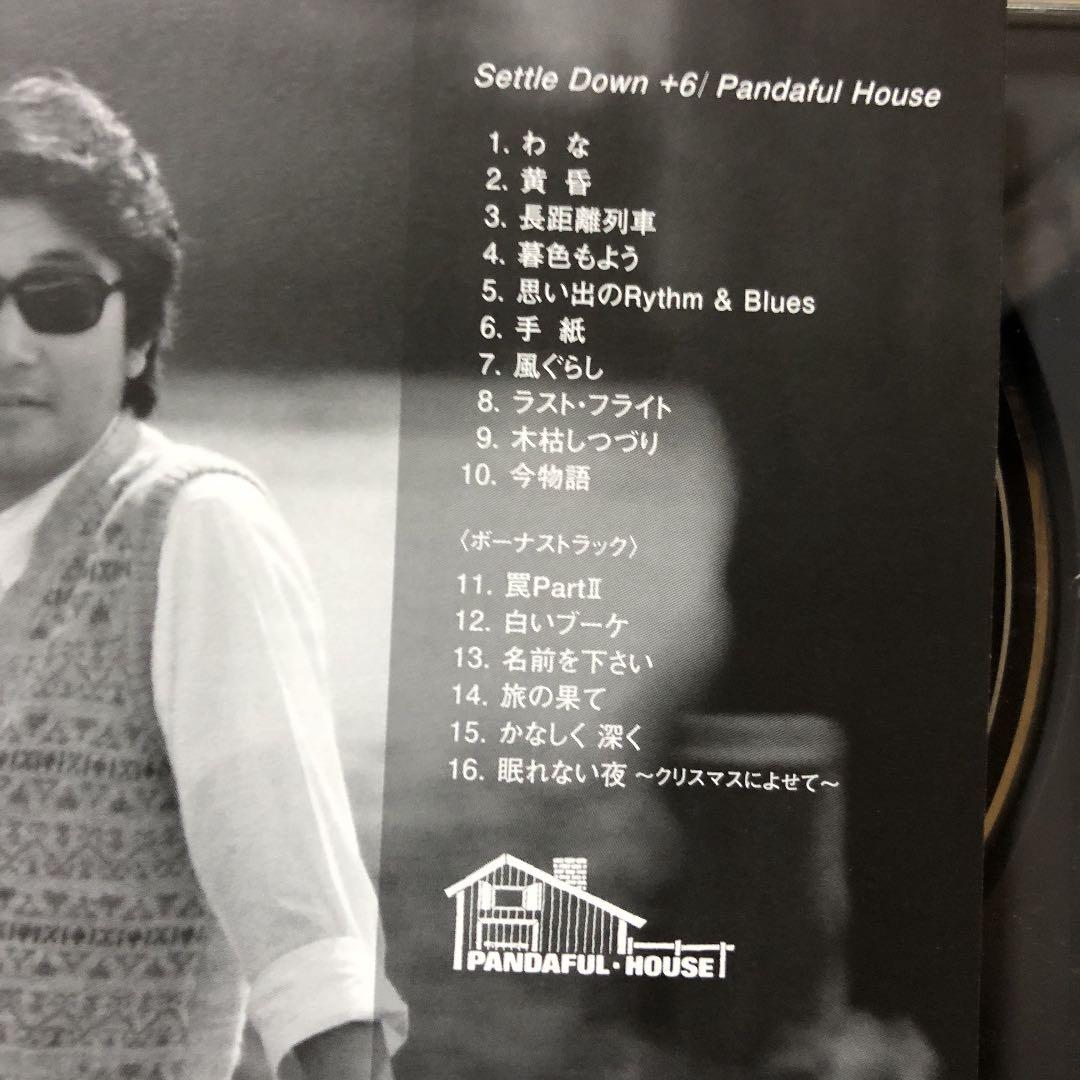 Settle Down +6/ Pandaful House
1. わ な
2. 黄 昏
3. 長距離列車
4. 暮色もよう
5. 思い出のRythm & Blues
6. 手 紙
7. 風ぐらし
8. ラスト・フライト
9. 木枯しつづり
10. 今物語
〈ボーナストラック〉
11. 罠PartⅡ
12. 白いブーケ
13. 名前を下さい
14. 旅の果て
15. かなしく 深く
16. 眠れない夜 〜クリスマスによせて〜
PANDAFUL・HOUSE